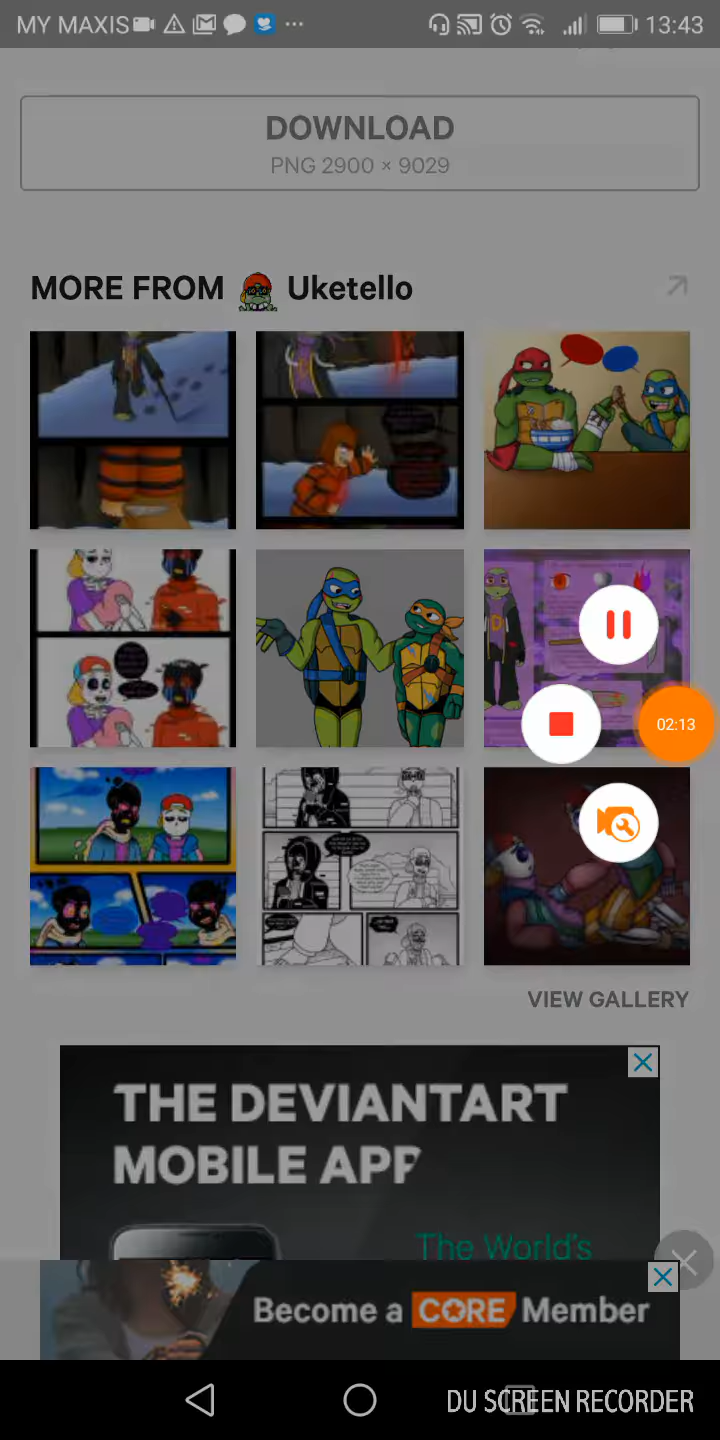 MY MAXIS
13:43
DOWNLOAD
PNG 2900 × 9029
MORE FROM Uketello
02:13
VIEW GALLERY
THE DEVIANTART
MOBILE APP
The World's
Become a CORE Member
DU SCREEN RECORDER